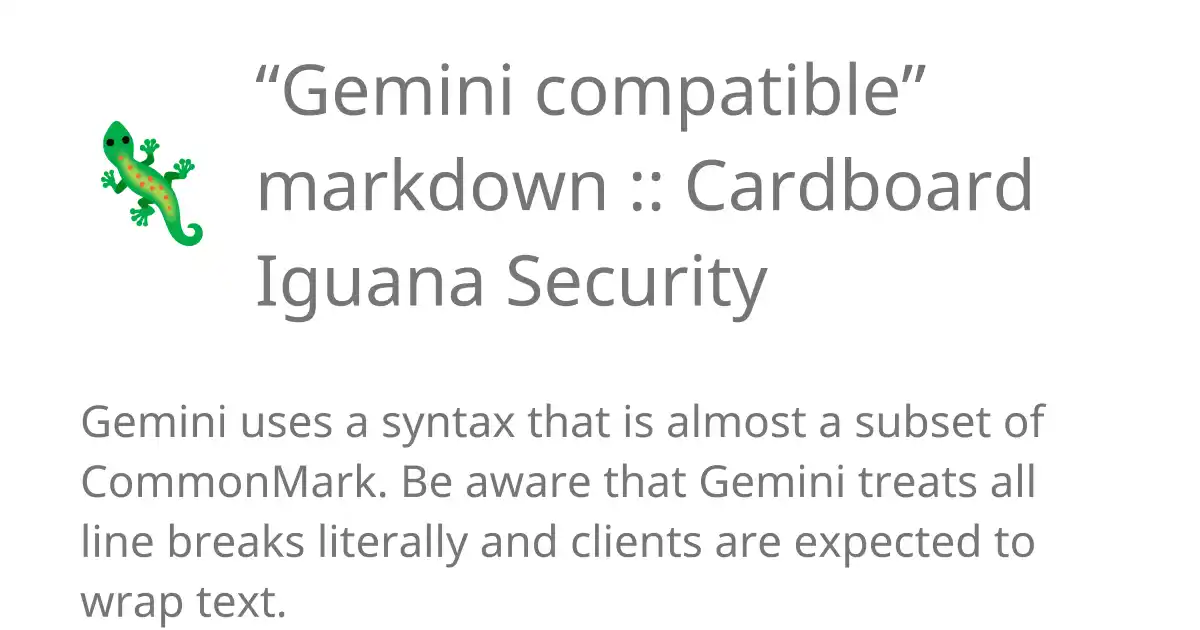 “Gemini compatible”
markdown :: Cardboard
Iguana Security
Gemini uses a syntax that is almost a subset of
CommonMark. Be aware that Gemini treats all
line breaks literally and clients are expected to
wrap text.